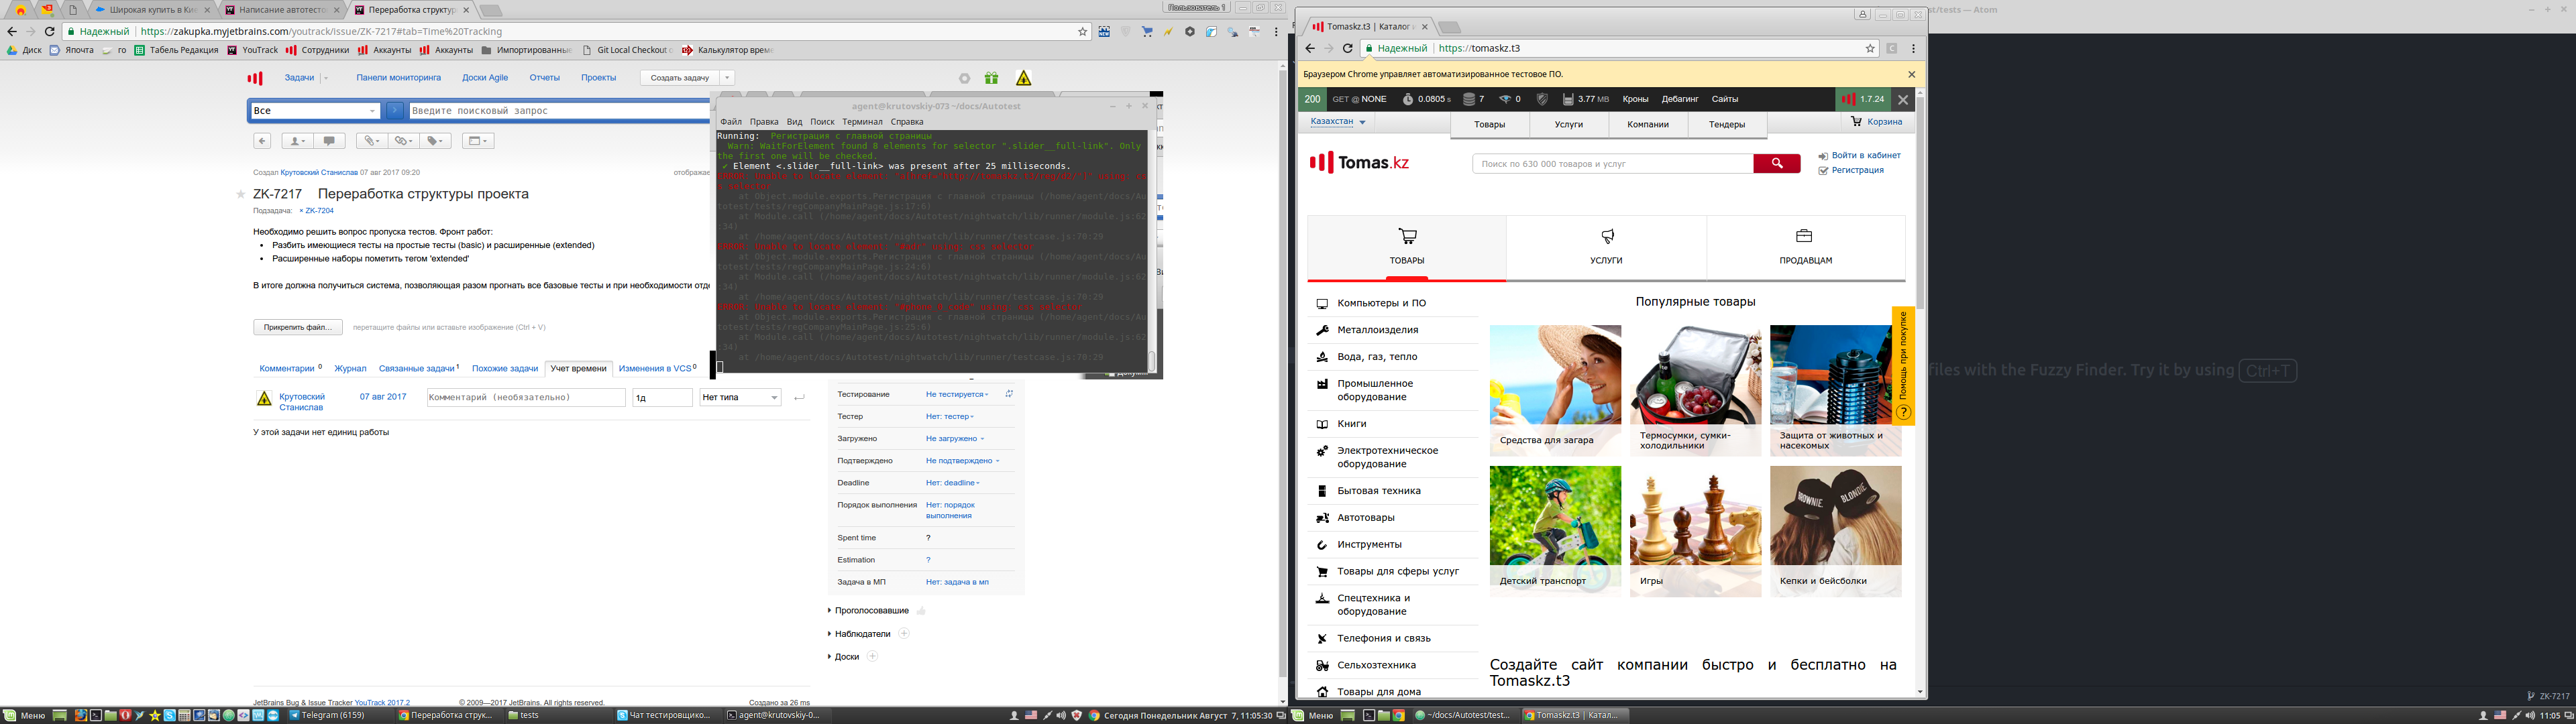 Широкая купить в Ки
Написание автотесто
Переработка структур
Пользователь 1
Надежный
https://zakupka.myjetbrains.com/youtrack/issue/ZK-7217#tab=Time%20Tracking
Диск
Япочта
го
Табель Редакция
YouTrack
Сотрудники
Аккаунты
Аккаунты
Импортированны
Git Local Checkout
Калькулятор време
Задачи
Панели мониторинга
Доски Agile
Отчеты
Проекты
Создать задачу
Все
Введите поисковый запрос
Создал Крутовский Станислав 07 авг 2017 09:20
отображае
ZK-7217 Переработка структуры проекта
Подзадача: × ZK-7204
Необходимо решить вопрос пропуска тестов. Фронт работ:
• Разбить имеющиеся тесты на простые тесты (basic) и расширенные (extended)
• Расширенные наборы пометить тегом 'extended'
В итоге должна получиться система, позволяющая разом прогнать все базовые тесты и при необходимости отде
Прикрепить файл...
перетащите файлы или вставьте изображение (Ctrl + V)
Комментарии 0
Журнал
Связанные задачи 1
Похожие задачи
Учет времени
Изменения в VCS 0
Крутовский
Станислав
07 авг 2017
Комментарий (необязательно)
1д
Нет типа
У этой задачи нет единиц работы
agent@krutovskiy-073 ~/docs/Autotest
Файл Правка Вид Поиск Терминал Справка
Running: Регистрация с главной страницы
Warn: WaitForElement found 8 elements for selector ".slider__full-link". Only
the first one will be checked.
✔ Element <.slider__full-link> was present after 25 milliseconds.
at Object.module.exports.Регистрация с главной страницы (/home/agent/docs/Au
totest/tests/regCompanyMainPage.js:17:6)
at Module.call (/home/agent/docs/Autotest/nightwatch/lib/runner/module.js:62
:34)
at /home/agent/docs/Autotest/nightwatch/lib/runner/testcase.js:70:29
at Object.module.exports.Регистрация с главной страницы (/home/agent/docs/Au
totest/tests/regCompanyMainPage.js:24:6)
at Module.call (/home/agent/docs/Autotest/nightwatch/lib/runner/module.js:62
:34)
at /home/agent/docs/Autotest/nightwatch/lib/runner/testcase.js:70:29
at Object.module.exports.Регистрация с главной страницы (/home/agent/docs/Au
totest/tests/regCompanyMainPage.js:25:6)
at Module.call (/home/agent/docs/Autotest/nightwatch/lib/runner/module.js:62
:34)
at /home/agent/docs/Autotest/nightwatch/lib/runner/testcase.js:70:29
Тестирование Не тестируется
Тестер Нет: тестер
Загружено Не загружено
Подтверждено Не подтверждено
Deadline Нет: deadline
Порядок выполнения Нет: порядок
выполнения
Spent time ?
Estimation ?
Задача в МП Нет: задача в мп
Проголосовавшие
Наблюдатели
Доски
JetBrains Bug & Issue Tracker YouTrack 2017.2
© 2009—2017 JetBrains. All rights reserved.
Создано за 26 ms
Меню
Telegram (6159)
Переработка струк...
tests
Чат тестировщико...
agent@krutovskiy-0...
Сегодня Понедельник Август 7, 11:05:30
Tomaskz.t3 | Каталог
st/tests — Atom
Надежный
https://tomaskz.t3
Браузером Chrome управляет автоматизированное тестовое ПО.
200
GET @ NONE
0.0805 s
7
0
3.77 MB
Кроны
Дебагинг
Сайты
1.7.24
Казахстан
Товары
Услуги
Компании
Тендеры
Корзина
Tomas.kz
Поиск по 630 000 товаров и услуг
Войти в кабинет
Регистрация
ТОВАРЫ
УСЛУГИ
ПРОДАВЦАМ
Компьютеры и ПО
Металлоизделия
Вода, газ, тепло
Промышленное
оборудование
Книги
Электротехническое
оборудование
Бытовая техника
Автотовары
Инструменты
Товары для сферы услуг
Спецтехника и
оборудование
Телефония и связь
Сельхозтехника
Товары для дома
Популярные товары
Средства для загара
Термосумки, сумки-
холодильники
Защита от животных и
насекомых
BROWNIE.
BLONDIE.
Детский транспорт
Игры
Кепки и бейсболки
Помощь при покупке
?
Создайте сайт компании быстро и бесплатно на
Tomaskz.t3
files with the Fuzzy Finder. Try it by using Ctrl+T
ZK-7217
Меню
~/docs/Autotest/test...
Tomaskz.t3 | Катал...
11:05